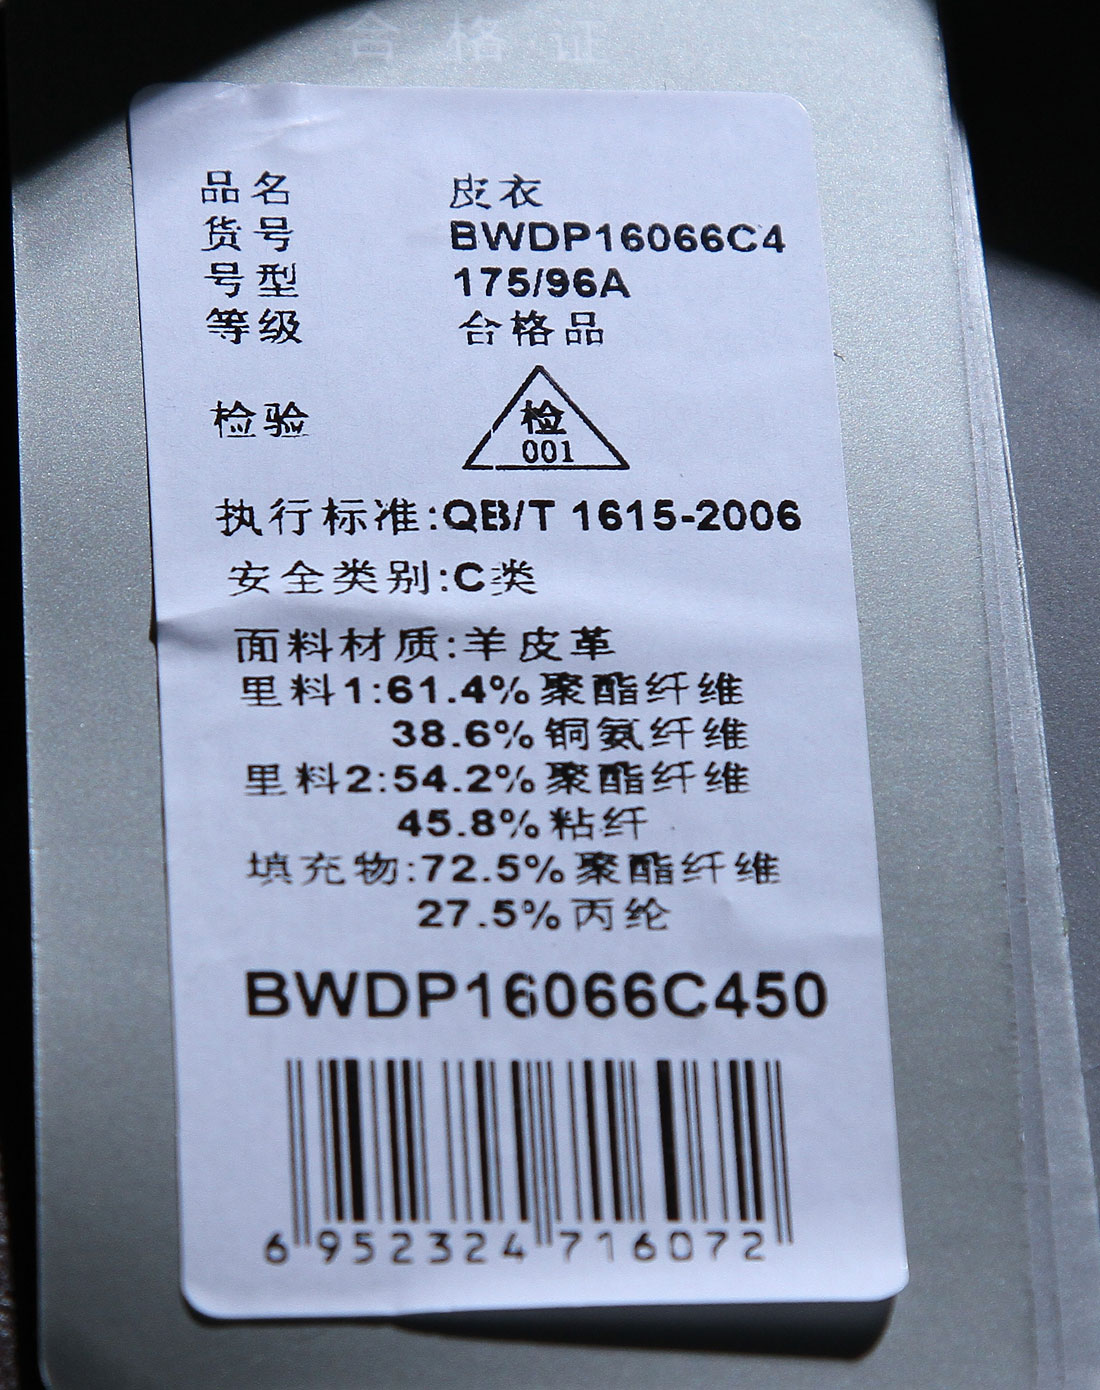 合格证
品名 皮衣
货号 BWDP16066C4
号型 175/96A
等级 合格品
检验 检
001
执行标准:QB/T 1615-2006
安全类别:C类
面料材质:羊皮革
里料1:61.4%聚酯纤维
38.6%铜氨纤维
里料2:54.2%聚酯纤维
45.8%粘纤
填充物:72.5%聚酯纤维
27.5%丙纶
BWDP16066C450
6 952324 716072